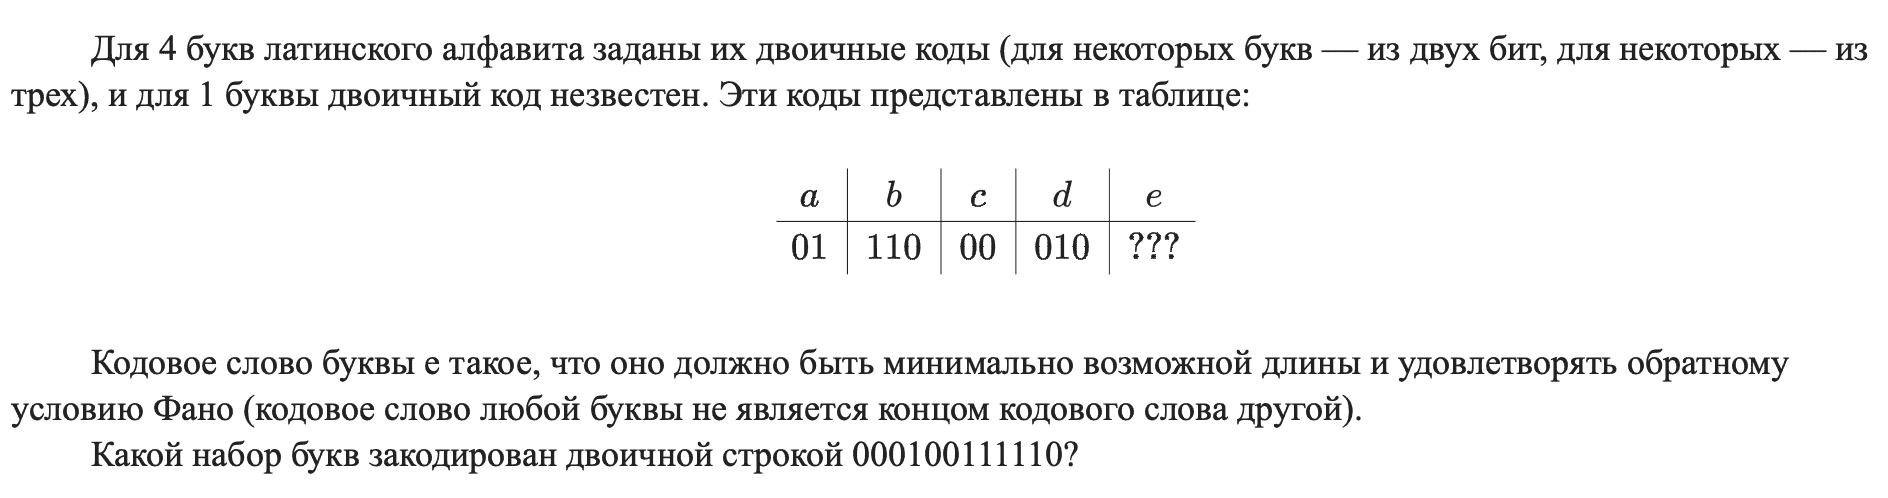 Для 4 букв латинского алфавита заданы их двоичные коды (для некоторых букв — из двух бит, для некоторых — из
трех), и для 1 буквы двоичный код незвестен. Эти коды представлены в таблице:
a b c d e
01 110 00 010 ???
Кодовое слово буквы е такое, что оно должно быть минимально возможной длины и удовлетворять обратному
условию Фано (кодовое слово любой буквы не является концом кодового слова другой).
Какой набор букв закодирован двоичной строкой 000100111110?